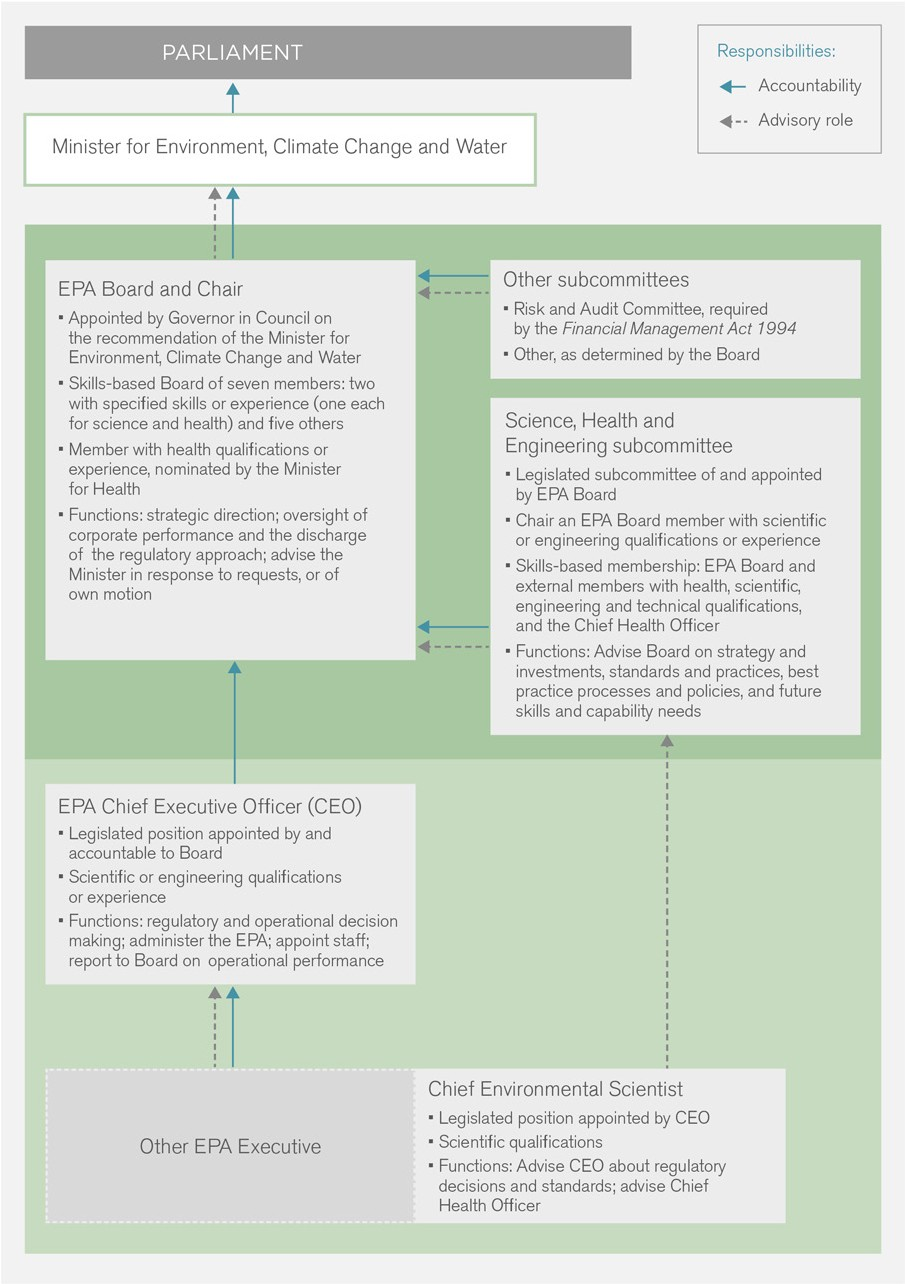 PARLIAMENT
Responsibilities:
Accountability
Advisory role
Minister for Environment, Climate Change and Water
EPA Board and Chair
▪ Appointed by Governor in Council on
the recommendation of the Minister for
Environment, Climate Change and Water
▪ Skills-based Board of seven members: two
with specified skills or experience (one each
for science and health) and five others
▪ Member with health qualifications or
experience, nominated by the Minister
for Health
▪ Functions: strategic direction; oversight of
corporate performance and the discharge
of the regulatory approach; advise the
Minister in response to requests, or of
own motion
Other subcommittees
▪ Risk and Audit Committee, required
by the Financial Management Act 1994
▪ Other, as determined by the Board
Science, Health and
Engineering subcommittee
▪ Legislated subcommittee of and appointed
by EPA Board
▪ Chair an EPA Board member with scientific
or engineering qualifications or experience
▪ Skills-based membership: EPA Board and
external members with health, scientific,
engineering and technical qualifications,
and the Chief Health Officer
▪ Functions: Advise Board on strategy and
investments, standards and practices, best
practice processes and policies, and future
skills and capability needs
EPA Chief Executive Officer (CEO)
▪ Legislated position appointed by and
accountable to Board
▪ Scientific or engineering qualifications
or experience
▪ Functions: regulatory and operational decision
making; administer the EPA; appoint staff;
report to Board on operational performance
Other EPA Executive
Chief Environmental Scientist
▪ Legislated position appointed by CEO
▪ Scientific qualifications
▪ Functions: Advise CEO about regulatory
decisions and standards; advise Chief
Health Officer